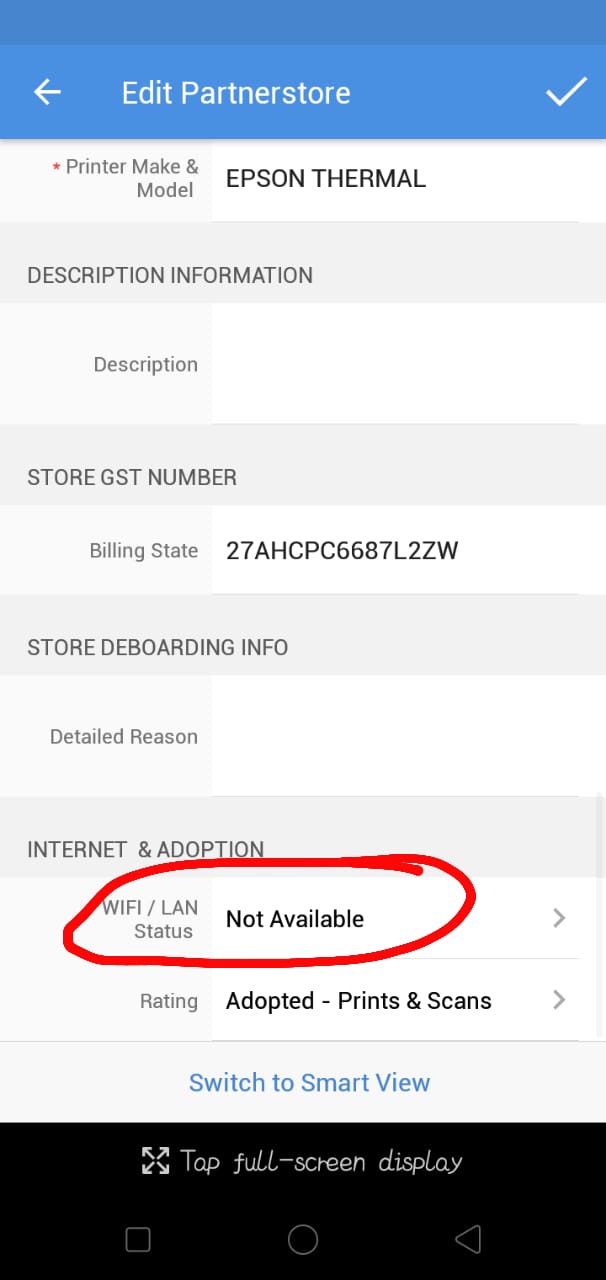 Edit Partnerstore
* Printer Make &
Model
EPSON THERMAL
DESCRIPTION INFORMATION
Description
STORE GST NUMBER
Billing State
27AHCPC6687L2ZW
STORE DEBOARDING INFO
Detailed Reason
INTERNET & ADOPTION
WIFI / LAN
Status
Not Available
Rating
Adopted - Prints & Scans
Switch to Smart View
Tap full-screen display